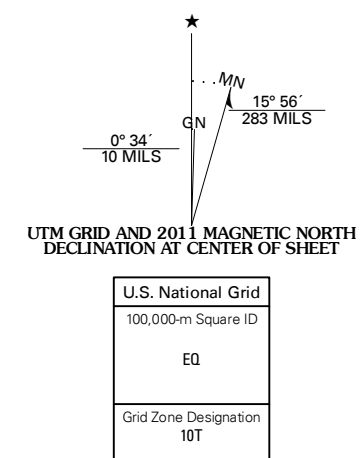 ★
MN
GN
15° 56´
283 MILS
0° 34´
10 MILS
UTM GRID AND 2011 MAGNETIC NORTH
DECLINATION AT CENTER OF SHEET
U.S. National Grid
100,000-m Square ID
EQ
Grid Zone Designation
10T